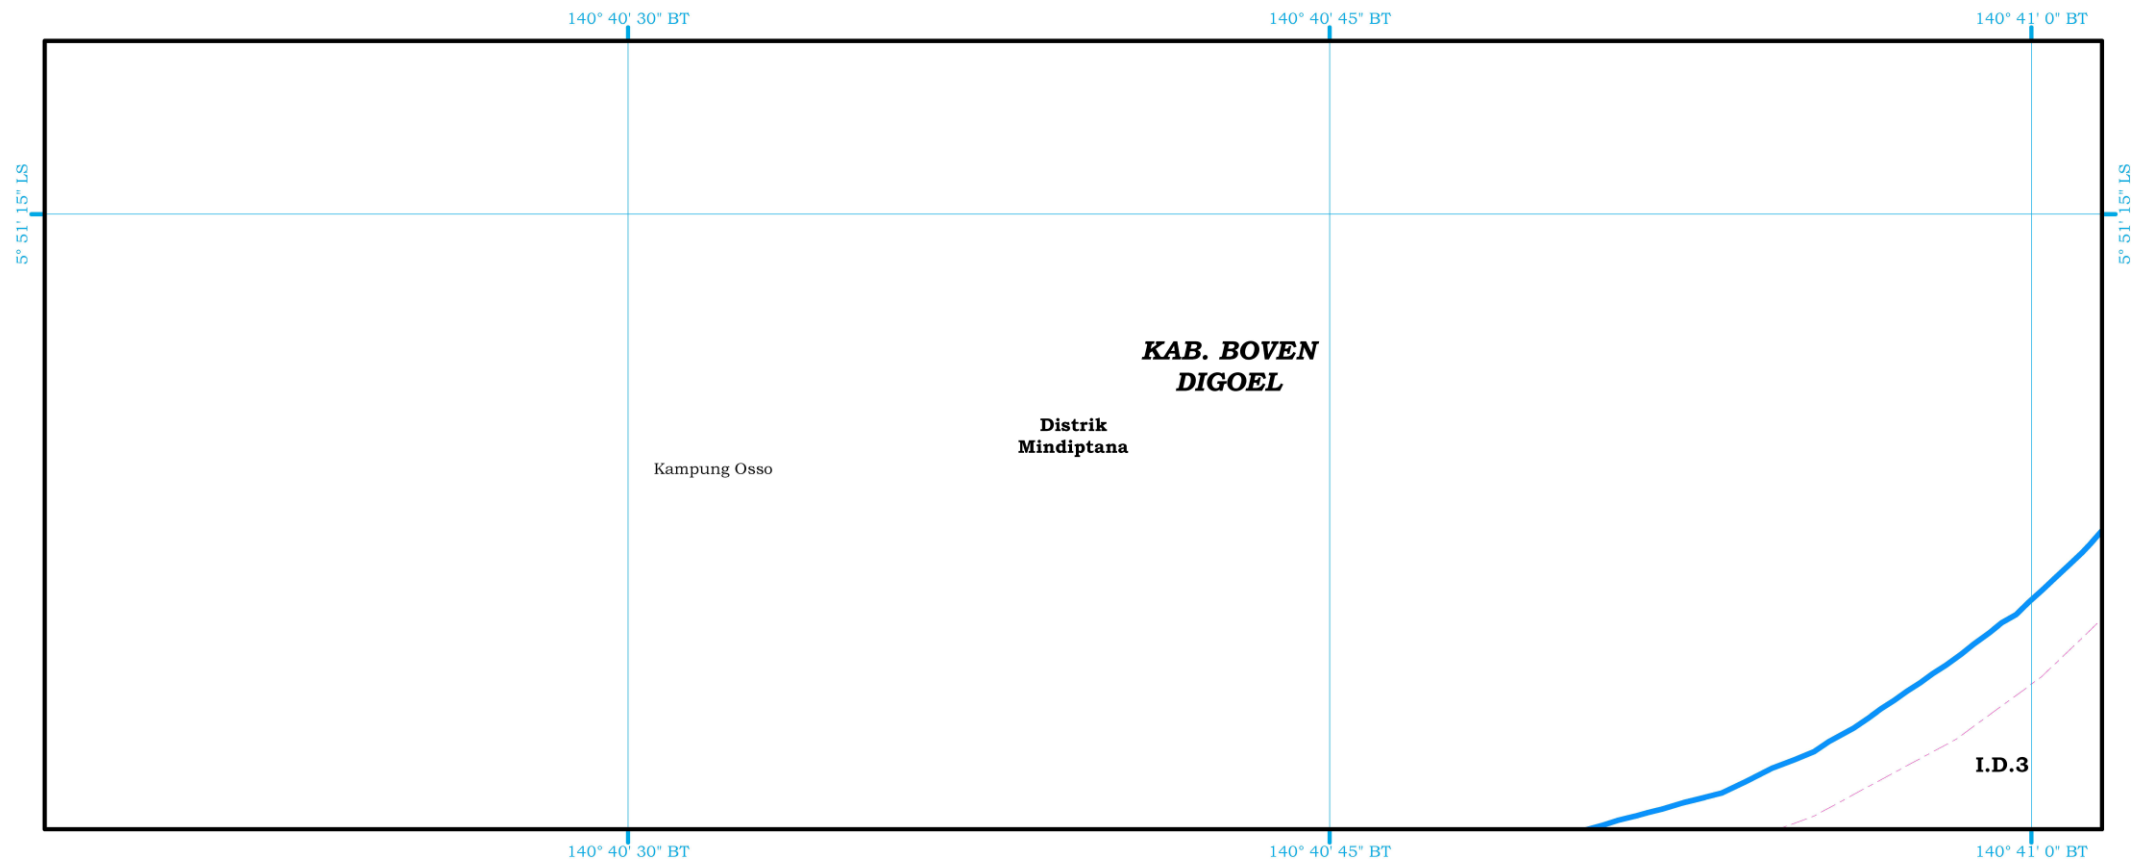 140° 40' 30" BT
140° 40' 45" BT
140° 41' 0" BT
5° 51' 15" LS
5° 51' 15" LS
KAB. BOVEN
DIGOEL
Distrik
Mindiptana
Kampung Osso
I.D.3
140° 40' 30" BT
140° 40' 45" BT
140° 41' 0" BT